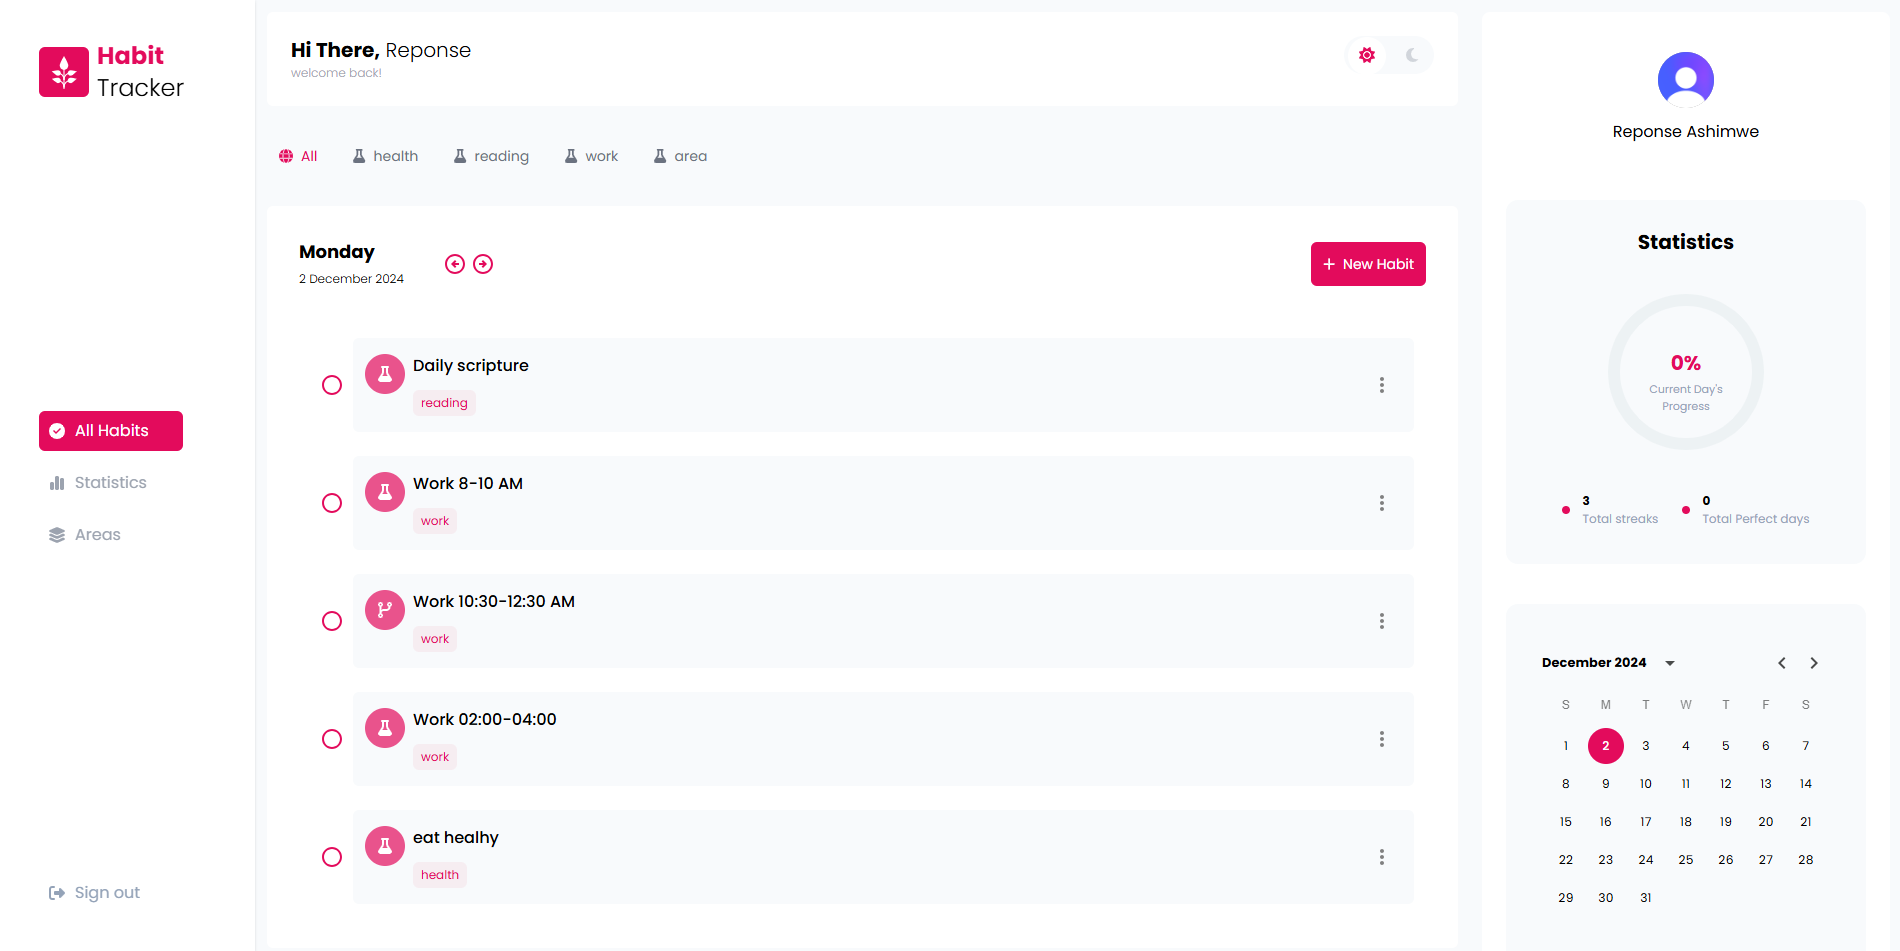 Habit
Tracker
All Habits
Statistics
Areas
Sign out
Hi There, Reponse
welcome back!
All health reading work area
Monday
2 December 2024
+ New Habit
Daily scripture
reading
Work 8-10 AM
work
Work 10:30-12:30 AM
work
Work 02:00-04:00
work
eat healhy
health
Reponse Ashimwe
Statistics
0%
Current Day's
Progress
3
Total streaks
0
Total Perfect days
December 2024
S M T W T F S
1 2 3 4 5 6 7
8 9 10 11 12 13 14
15 16 17 18 19 20 21
22 23 24 25 26 27 28
29 30 31